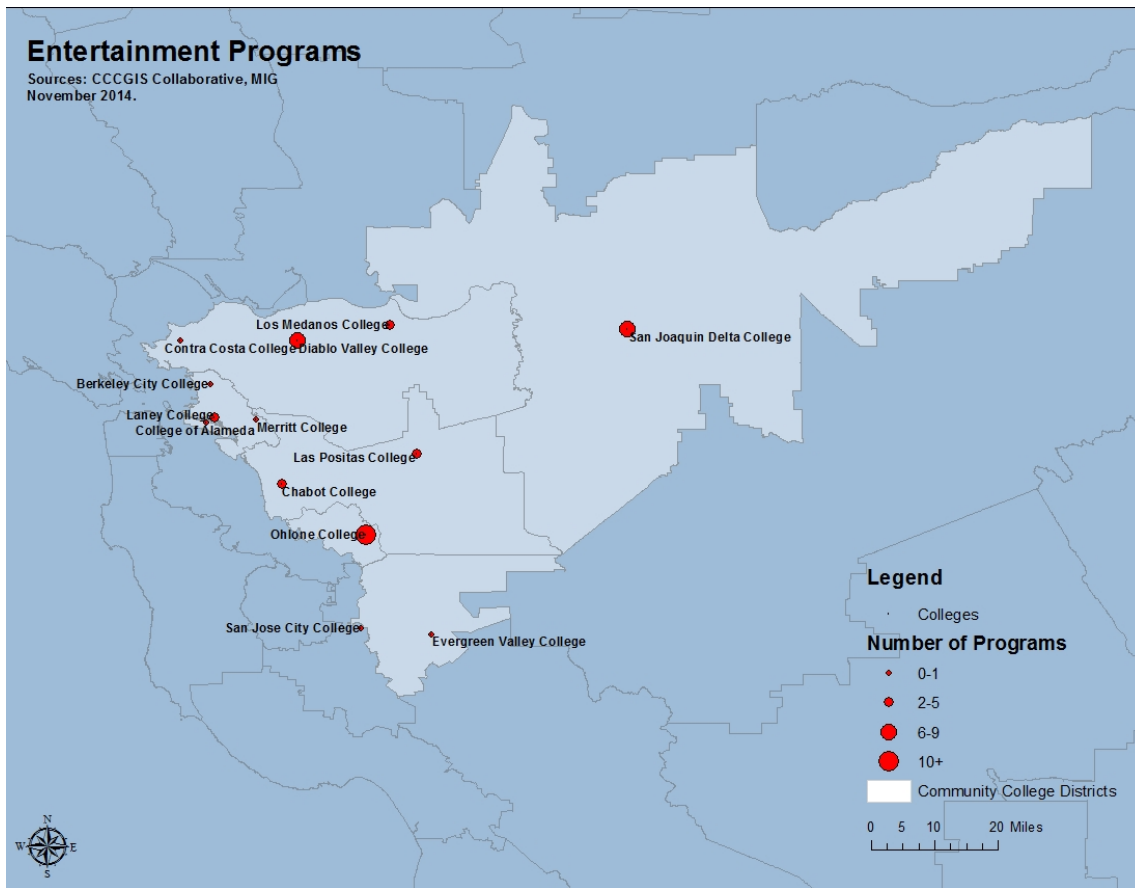 Entertainment Programs
Sources: CCCGIS Collaborative, MIG
November 2014.
Los Medanos College
San Joaquin Delta College
Contra Costa College
Diablo Valley College
Berkeley City College
Laney College
College of Alameda
Merritt College
Las Positas College
Chabot College
Ohlone College
San Jose City College
Evergreen Valley College
Legend
Colleges
Number of Programs
0-1
2-5
6-9
10+
Community College Districts
0 5 10 20 Miles
N
W E
S